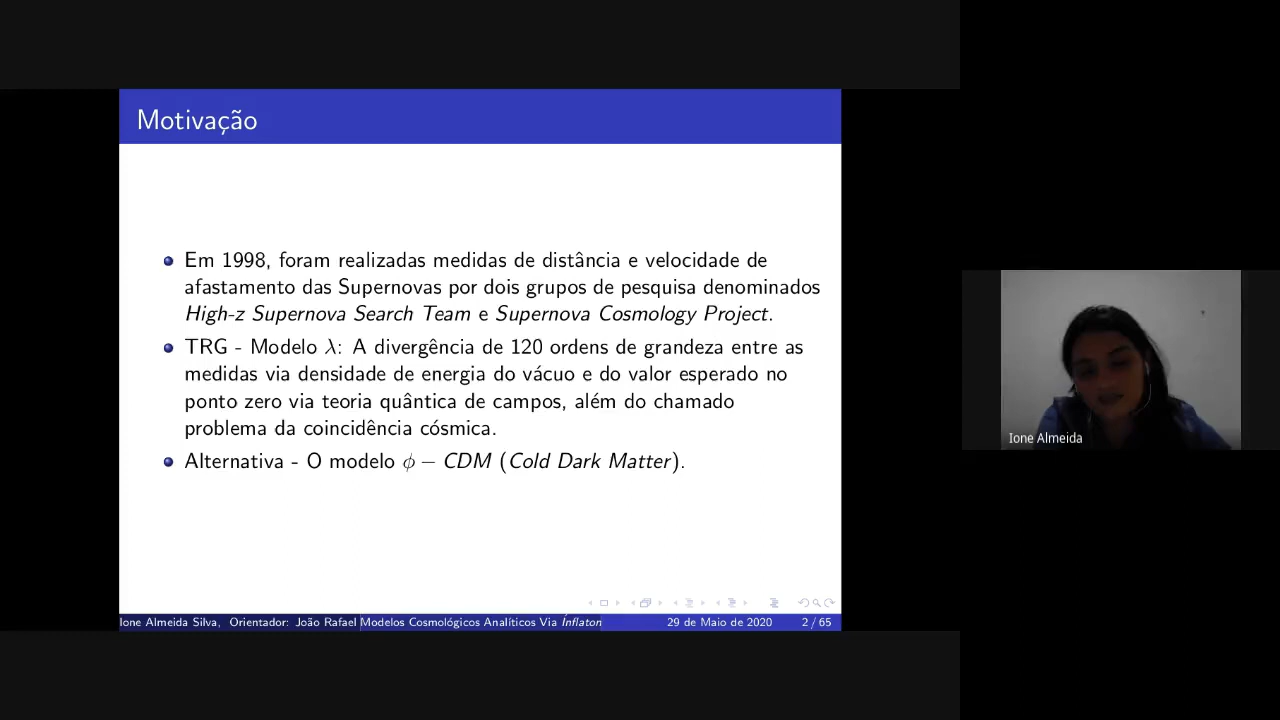 Motivação
Em 1998, foram realizadas medidas de distância e velocidade de
afastamento das Supernovas por dois grupos de pesquisa denominados
High-z Supernova Search Team e Supernova Cosmology Project.
TRG - Modelo λ: A divergência de 120 ordens de grandeza entre as
medidas via densidade de energia do vácuo e do valor esperado no
ponto zero via teoria quântica de campos, além do chamado
problema da coincidência cósmica.
Alternativa - O modelo ϕ − CDM (Cold Dark Matter).
Ione Almeida Silva, Orientador: João Rafael Modelos Cosmológicos Analíticos Via Ínflaton 29 de Maio de 2020 2 / 65
Ione Almeida